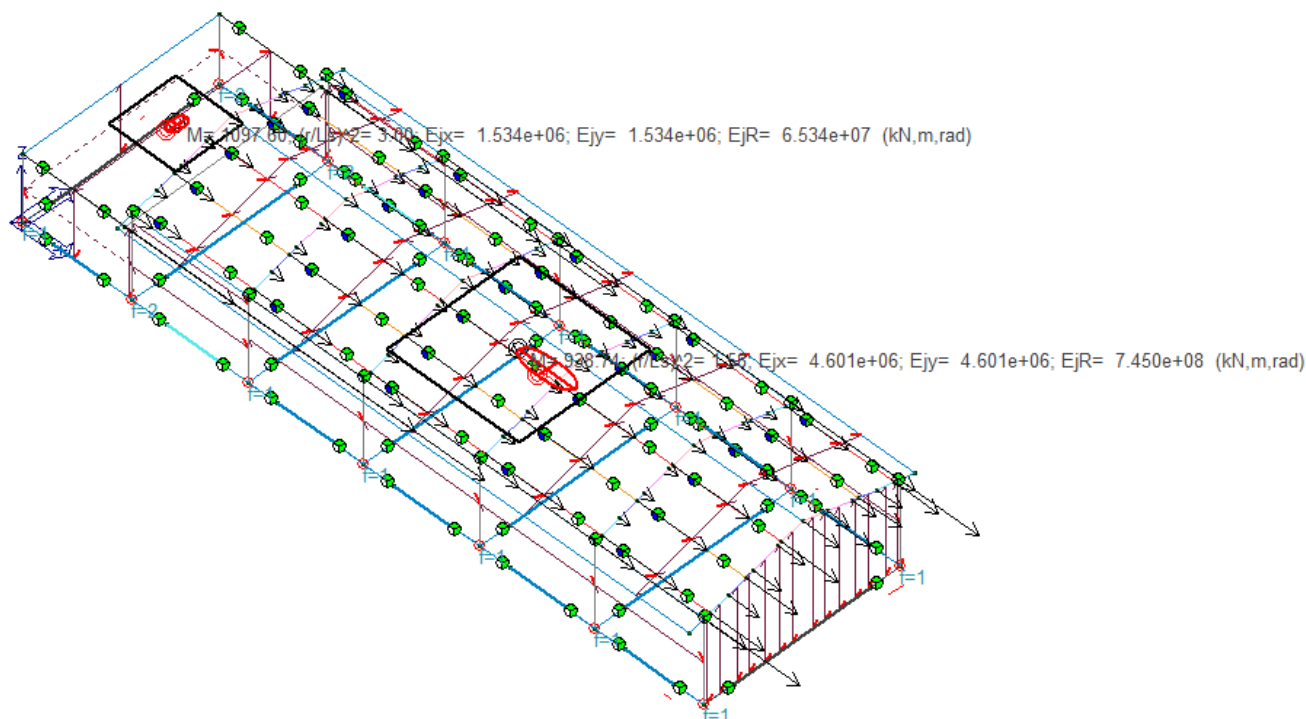 M= 1097.60; (r/Ls)^2= 3.00; Ejx= 1.534e+06; Ejy= 1.534e+06; EjR= 6.534e+07 (kN,m,rad)
Z
f=2
M= 928.74; (r/Ls)^2= 1.56; Ejx= 4.601e+06; Ejy= 4.601e+06; EjR= 7.450e+08 (kN,m,rad)
f=1
f=1
f=1
f=1
f=1
f=1
f=1